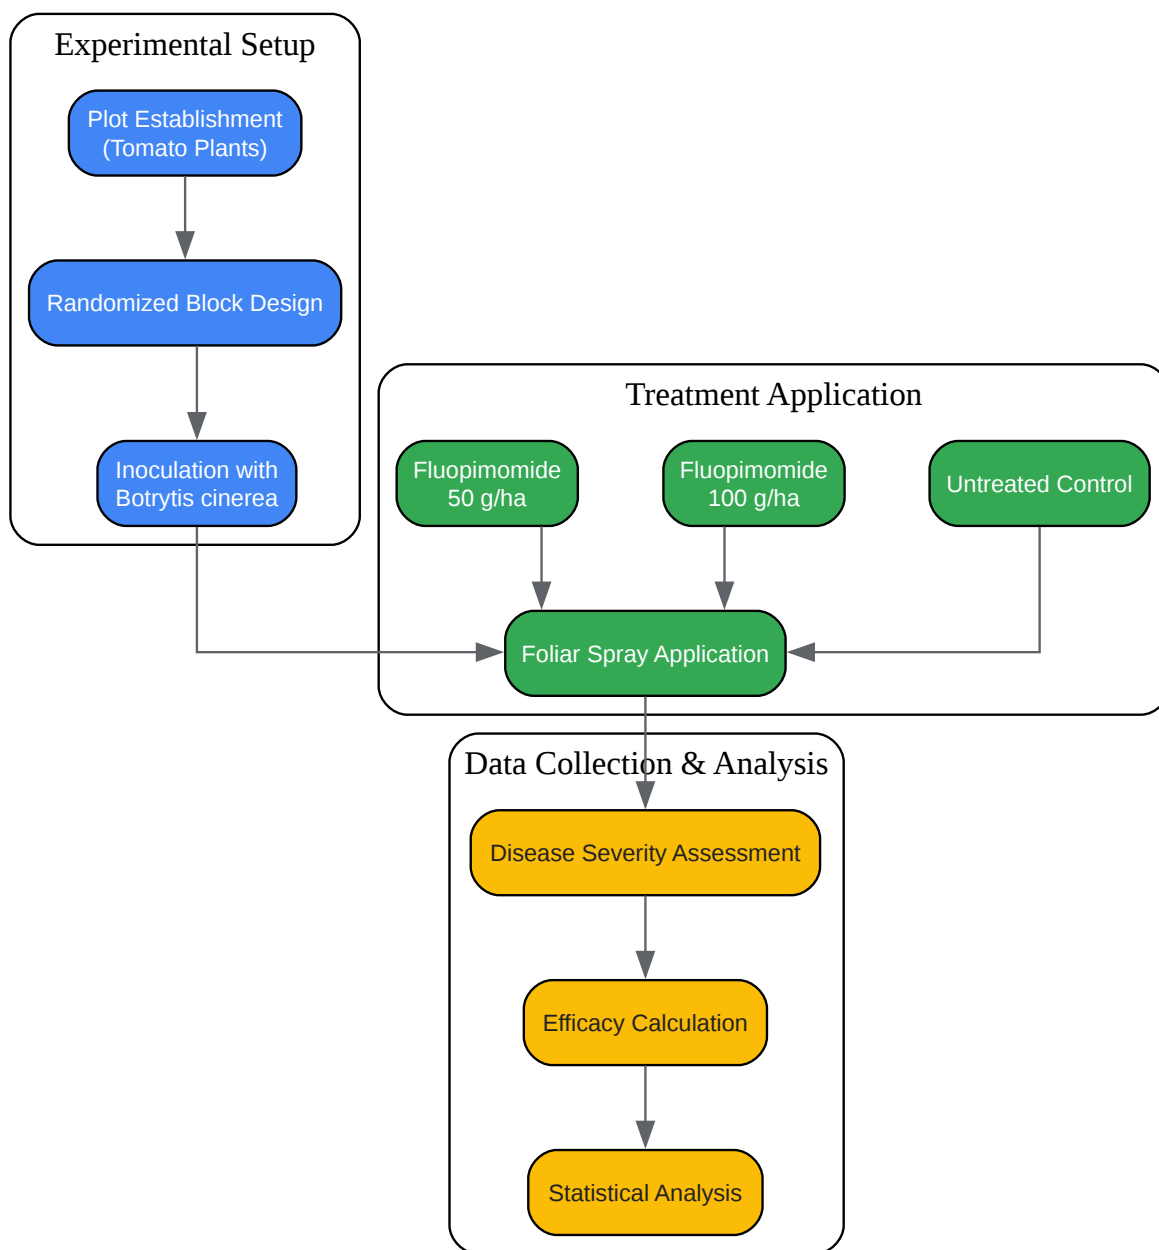 Experimental Setup
Plot Establishment
(Tomato Plants)
Randomized Block Design
Inoculation with
Botrytis cinerea
Treatment Application
Fluopimomide
50 g/ha
Fluopimomide
100 g/ha
Untreated Control
Foliar Spray Application
Data Collection & Analysis
Disease Severity Assessment
Efficacy Calculation
Statistical Analysis